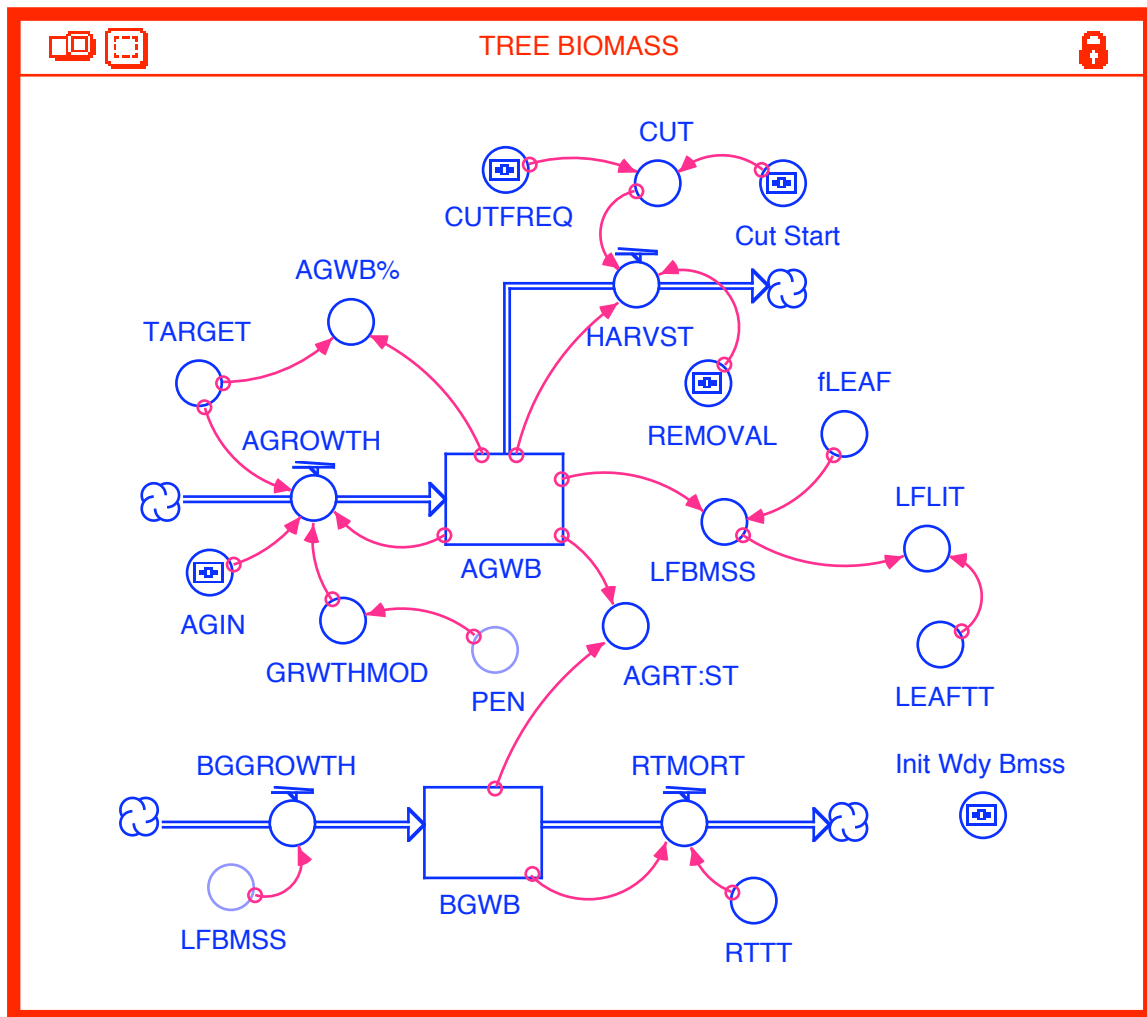 TREE BIOMASS
CUT
CUTFREQ
Cut Start
AGWB%
TARGET
HARVST
fLEAF
REMOVAL
AGROWTH
LFLIT
AGWB
LFBMSS
AGIN
GRWTHMOD
PEN
AGRT:ST
LEAFTT
BGGROWTH
RTMORT
Init Wdy Bmss
BGWB
LFBMSS
RTTT